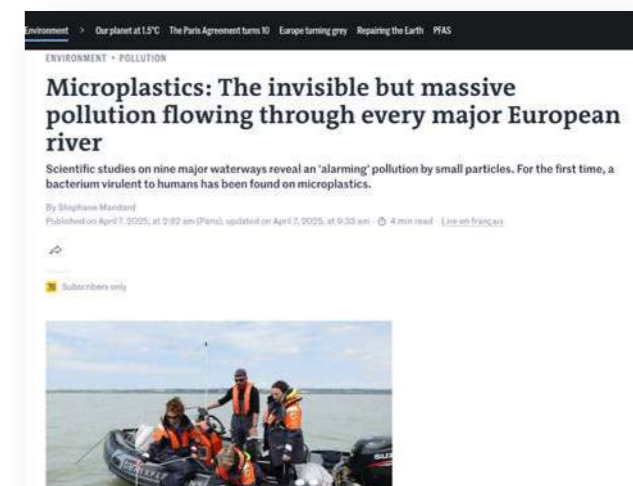 Environment > Our planet at 1.5°C The Paris Agreement turns 10 Europe turning grey Repairing the Earth PFAS
ENVIRONMENT • POLLUTION
Microplastics: The invisible but massive
pollution flowing through every major European
river
Scientific studies on nine major waterways reveal an 'alarming' pollution by small particles. For the first time, a
bacterium virulent to humans has been found on microplastics.
By Stéphane Mandard
Published on April 7, 2025, at 2:02 am (Paris), updated on April 7, 2025, at 9:33 am · 4 min read · Lire en français
Subscribers only